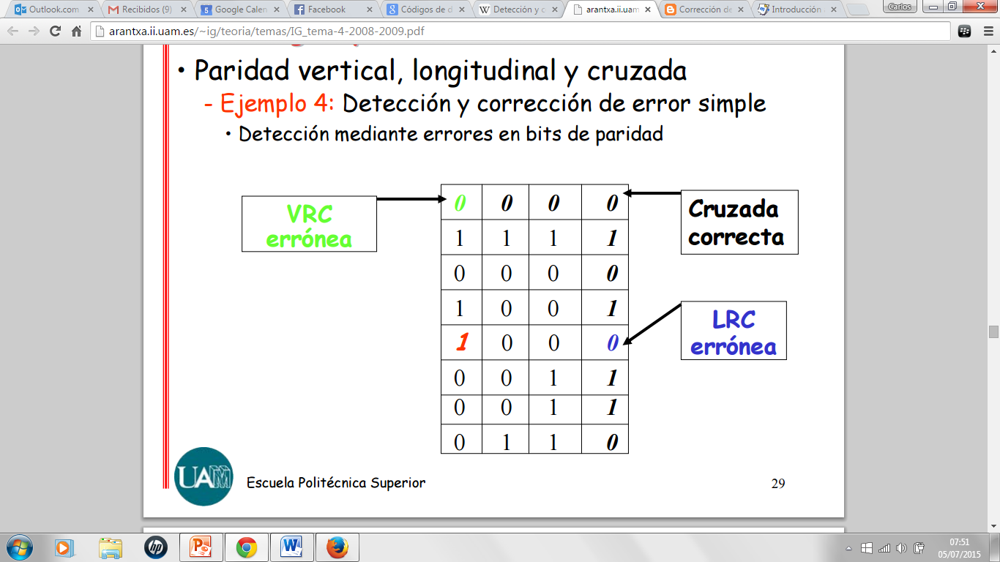 Outlook.com
Recibidos (9)
Google Calen
Facebook
Códigos de d
Detección y c
arantxa.ii.uam
Corrección de
Introducción
Carlos
arantxa.ii.uam.es/~ig/teoria/temas/IG_tema-4-2008-2009.pdf
• Paridad vertical, longitudinal y cruzada
- Ejemplo 4: Detección y corrección de error simple
• Detección mediante errores en bits de paridad
VRC
errónea
0 0 0 0
1 1 1 1
0 0 0 0
1 0 0 1
1 0 0 0
0 0 1 1
0 0 1 1
0 1 1 0
Cruzada
correcta
LRC
errónea
UAM
Escuela Politécnica Superior
29
07:51
05/07/2015